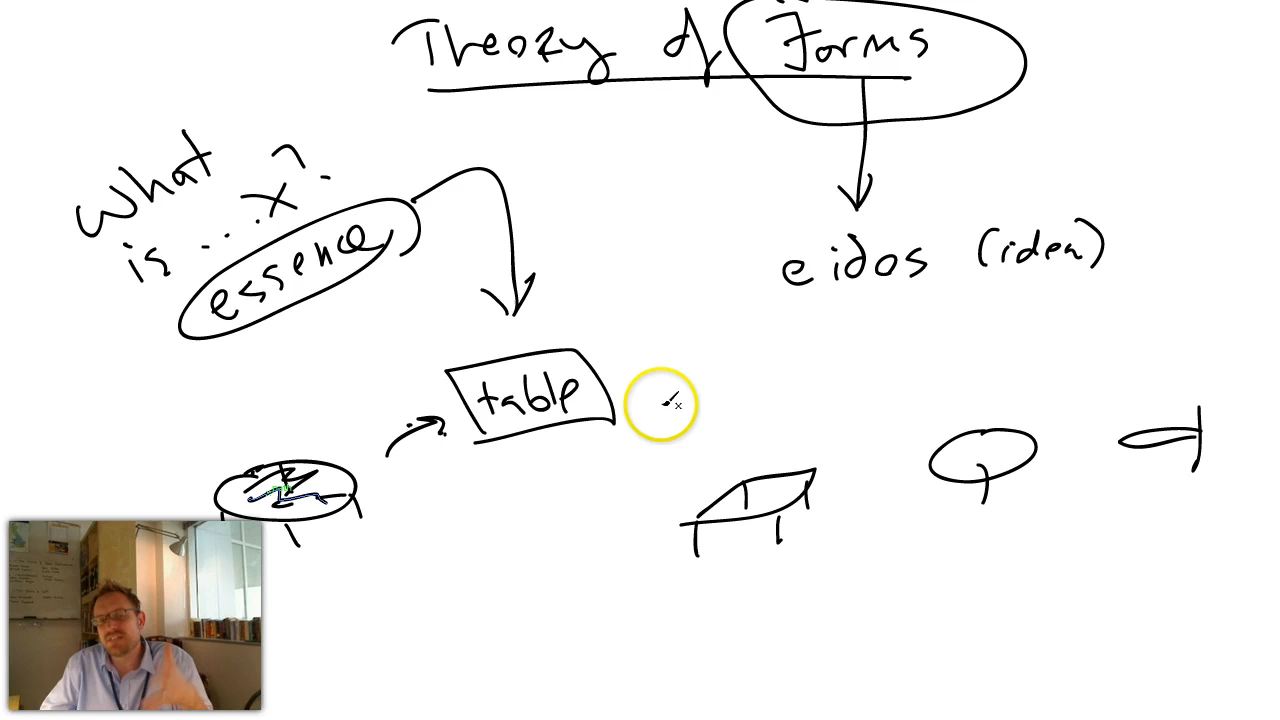 Theory of Forms
What
is ... x?
essence
eidos (idea)
table